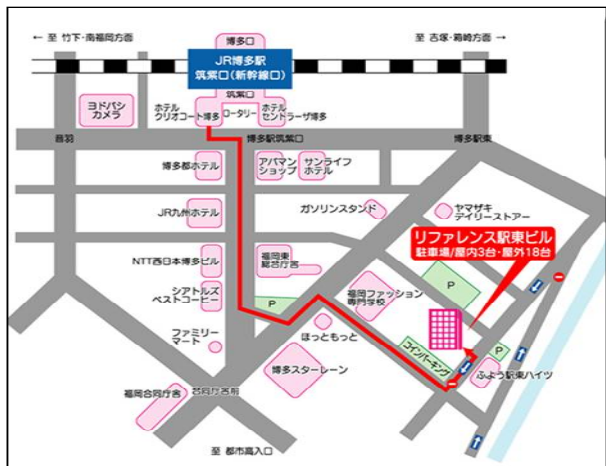 ← 至 竹下・南福岡方面
博多口
至 吉塚・箱崎方面 →
JR博多駅
筑紫口(新幹線口)
筑紫口
ヨドバシ
カメラ
ホテル
クリオコート博多
ロータリー
ホテル
セントラーザ博多
音羽
博多駅筑紫口
博多駅東
博多都ホテル
アパマン
ショップ
サンライフ
ホテル
JR九州ホテル
ガソリンスタンド
ヤマザキ
デイリーストアー
リファレンス駅東ビル
駐車場/屋内3台・屋外18台
NTT西日本博多ビル
福岡東
総合庁舎
シアトルズ
ベストコーヒー
P
福岡ファッション
専門学校
P
ファミリー
マート
ほっともっと
コインパーキング
P
ふよう駅東ハイツ
博多スターレーン
福岡合同庁舎
合同庁舎前
至 都市高入口